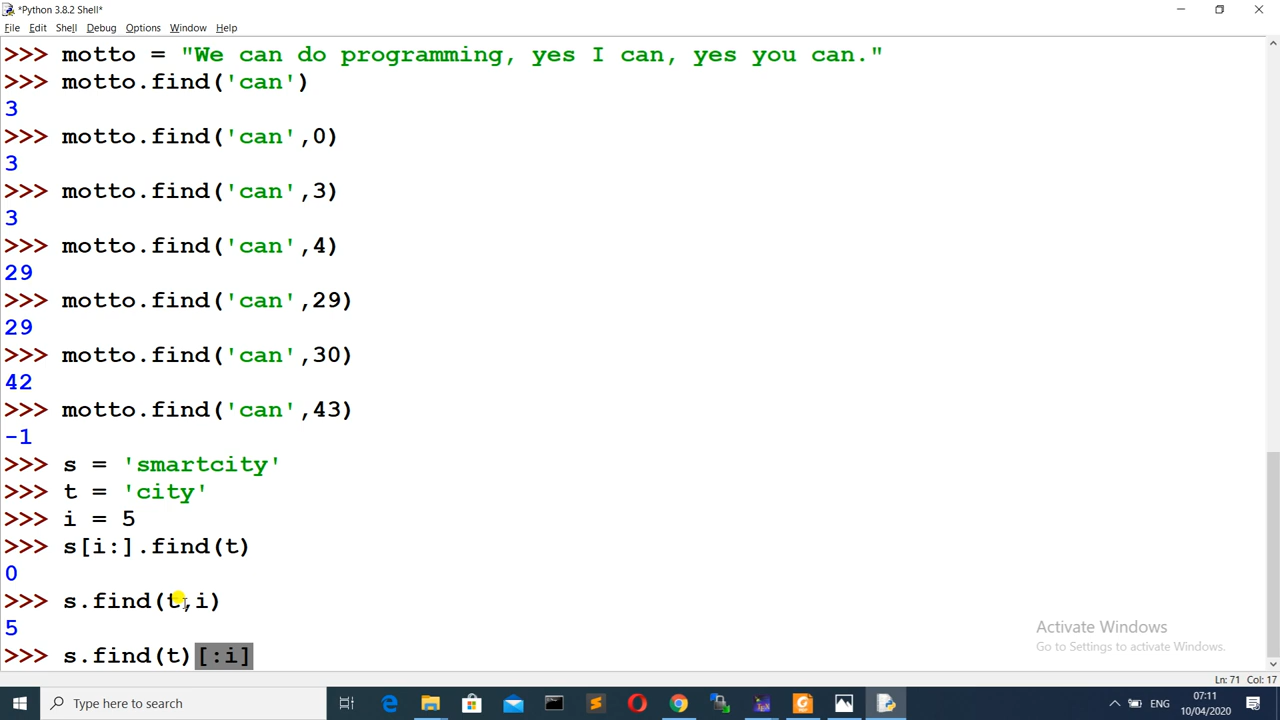 *Python 3.8.2 Shell*
File Edit Shell Debug Options Window Help
>>> motto = "We can do programming, yes I can, yes you can."
>>> motto.find('can')
3
>>> motto.find('can',0)
3
>>> motto.find('can',3)
3
>>> motto.find('can',4)
29
>>> motto.find('can',29)
29
>>> motto.find('can',30)
42
>>> motto.find('can',43)
-1
>>> s = 'smartcity'
>>> t = 'city'
>>> i = 5
>>> s[i:].find(t)
0
>>> s.find(t,i)
5
>>> s.find(t)[:i]
Activate Windows
Go to Settings to activate Windows.
Ln: 71 Col: 17
Type here to search
ENG
07:11
10/04/2020